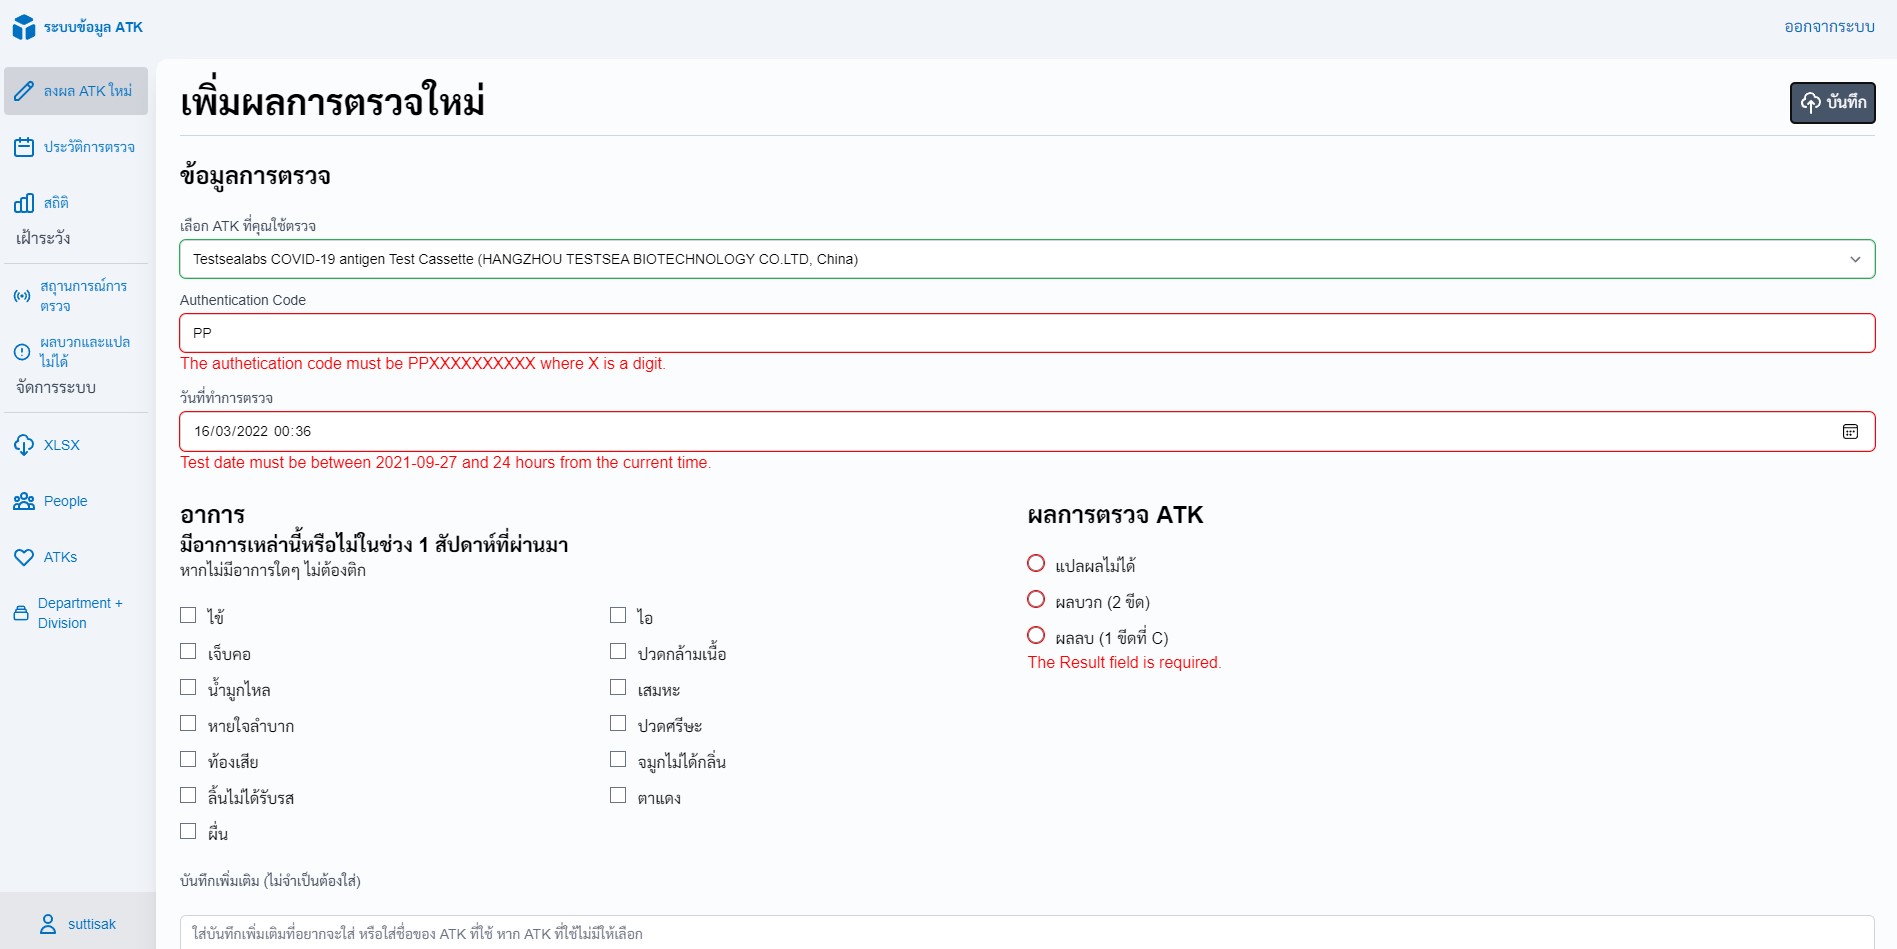 ระบบข้อมูล ATK
ออกจากระบบ
ลงผล ATK ใหม่
ประวัติการตรวจ
สถิติ
เฝ้าระวัง
สถานการณ์การ
ตรวจ
ผลบวกและแปล
ไม่ได้
จัดการระบบ
XLSX
People
ATKs
Department +
Division
suttisak
เพิ่มผลการตรวจใหม่
บันทึก
ข้อมูลการตรวจ
เลือก ATK ที่คุณใช้ตรวจ
Testsealabs COVID-19 antigen Test Cassette (HANGZHOU TESTSEA BIOTECHNOLOGY CO.LTD, China)
Authentication Code
PP
The authetication code must be PPXXXXXXXXXX where X is a digit.
วันที่ทำการตรวจ
16/03/2022 00:36
Test date must be between 2021-09-27 and 24 hours from the current time.
อาการ
มีอาการเหล่านี้หรือไม่ในช่วง 1 สัปดาห์ที่ผ่านมา
หากไม่มีอาการใดๆ ไม่ต้องติก
ไข้
ไอ
เจ็บคอ
ปวดกล้ามเนื้อ
น้ำมูกไหล
เสมหะ
หายใจลำบาก
ปวดศรีษะ
ท้องเสีย
จมูกไม่ได้กลิ่น
ลิ้นไม่ได้รับรส
ตาแดง
ผื่น
ผลการตรวจ ATK
แปลผลไม่ได้
ผลบวก (2 ขีด)
ผลลบ (1 ขีดที่ C)
The Result field is required.
บันทึกเพิ่มเติม (ไม่จำเป็นต้องใส่)
ใส่บันทึกเพิ่มเติมที่อยากจะใส่ หรือใส่ชื่อของ ATK ที่ใช้ หาก ATK ที่ใช้ไม่มีให้เลือก